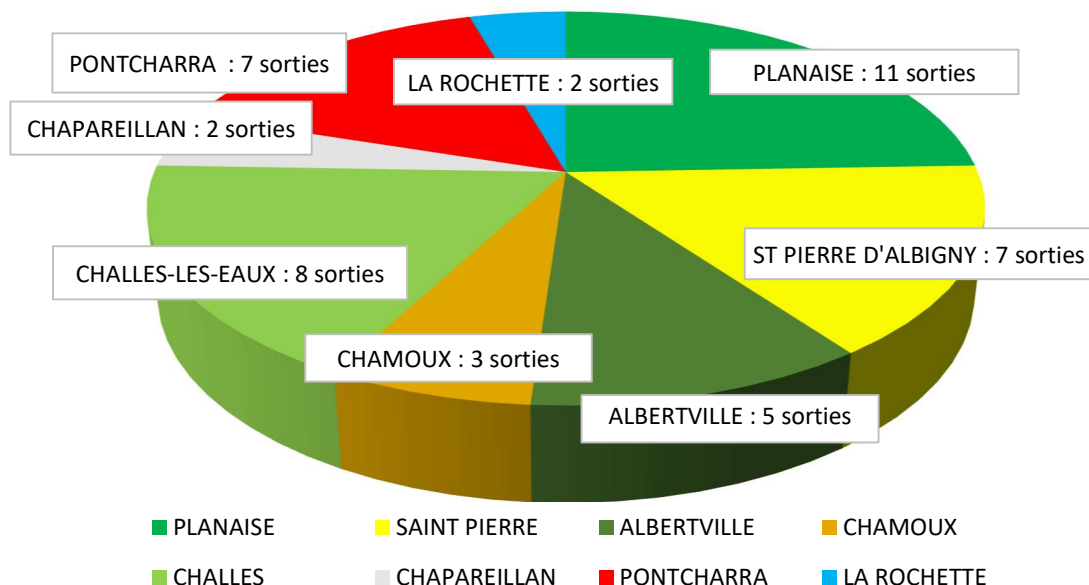 PONTCHARRA : 7 sorties
LA ROCHETTE : 2 sorties
PLANAISE : 11 sorties
CHAPAREILLAN : 2 sorties
ST PIERRE D'ALBIGNY : 7 sorties
CHALLES-LES-EAUX : 8 sorties
CHAMOUX : 3 sorties
ALBERTVILLE : 5 sorties
PLANAISE
SAINT PIERRE
ALBERTVILLE
CHAMOUX
CHALLES
CHAPAREILLAN
PONTCHARRA
LA ROCHETTE